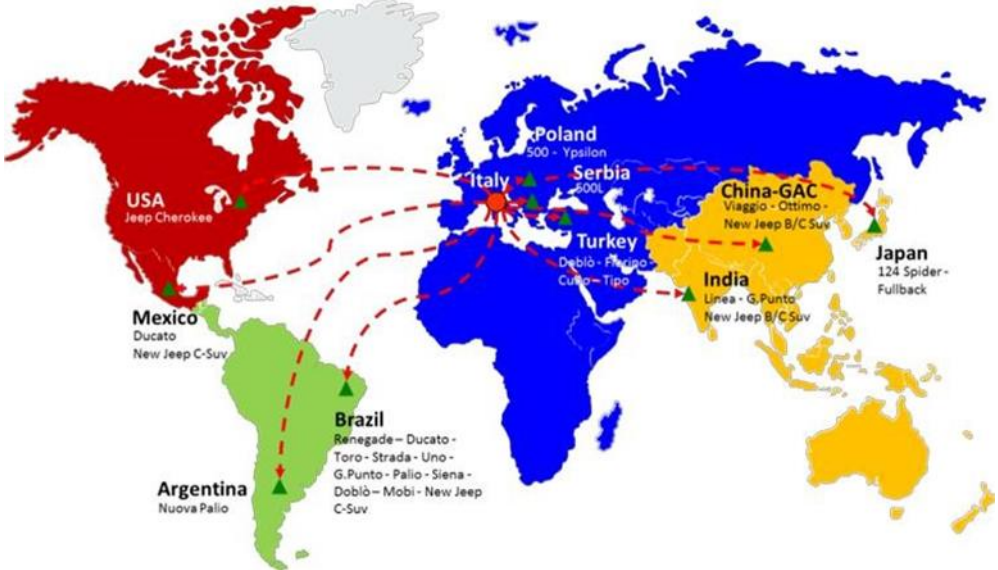 Poland
500 - Ypsilon
Italy
Serbia
500L
USA
Jeep Cherokee
China-GAC
Viaggio - Ottimo -
New Jeep B/C Suv
Turkey
Deblò - Fiorino -
Cubo - Tipo
Japan
124 Spider -
Fullback
India
Linea - G.Punto
New Jeep B/C Suv
Mexico
Ducato
New Jeep C-Suv
Brazil
Renegade – Ducato -
Toro - Strada - Uno -
G.Punto - Palio - Siena -
Doblò – Mobi - New Jeep
C-Suv
Argentina
Nuova Palio